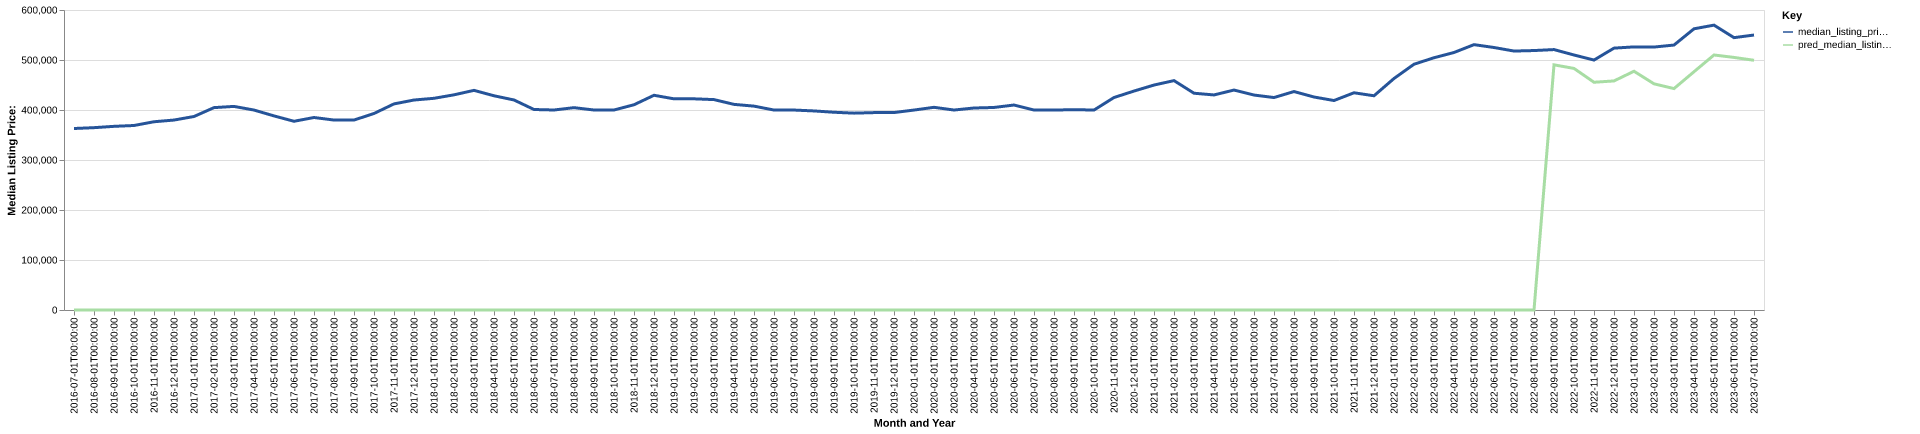 600,000
500,000
400,000
300,000
200,000
100,000
0
Median Listing Price:
2016-07-01T00:00:00
2016-08-01T00:00:00
2016-09-01T00:00:00
2016-10-01T00:00:00
2016-11-01T00:00:00
2016-12-01T00:00:00
2017-01-01T00:00:00
2017-02-01T00:00:00
2017-03-01T00:00:00
2017-04-01T00:00:00
2017-05-01T00:00:00
2017-06-01T00:00:00
2017-07-01T00:00:00
2017-08-01T00:00:00
2017-09-01T00:00:00
2017-10-01T00:00:00
2017-11-01T00:00:00
2017-12-01T00:00:00
2018-01-01T00:00:00
2018-02-01T00:00:00
2018-03-01T00:00:00
2018-04-01T00:00:00
2018-05-01T00:00:00
2018-06-01T00:00:00
2018-07-01T00:00:00
2018-08-01T00:00:00
2018-09-01T00:00:00
2018-10-01T00:00:00
2018-11-01T00:00:00
2018-12-01T00:00:00
2019-01-01T00:00:00
2019-02-01T00:00:00
2019-03-01T00:00:00
2019-04-01T00:00:00
2019-05-01T00:00:00
2019-06-01T00:00:00
2019-07-01T00:00:00
2019-08-01T00:00:00
2019-09-01T00:00:00
2019-10-01T00:00:00
2019-11-01T00:00:00
2019-12-01T00:00:00
2020-01-01T00:00:00
2020-02-01T00:00:00
2020-03-01T00:00:00
2020-04-01T00:00:00
2020-05-01T00:00:00
2020-06-01T00:00:00
2020-07-01T00:00:00
2020-08-01T00:00:00
2020-09-01T00:00:00
2020-10-01T00:00:00
2020-11-01T00:00:00
2020-12-01T00:00:00
2021-01-01T00:00:00
2021-02-01T00:00:00
2021-03-01T00:00:00
2021-04-01T00:00:00
2021-05-01T00:00:00
2021-06-01T00:00:00
2021-07-01T00:00:00
2021-08-01T00:00:00
2021-09-01T00:00:00
2021-10-01T00:00:00
2021-11-01T00:00:00
2021-12-01T00:00:00
2022-01-01T00:00:00
2022-02-01T00:00:00
2022-03-01T00:00:00
2022-04-01T00:00:00
2022-05-01T00:00:00
2022-06-01T00:00:00
2022-07-01T00:00:00
2022-08-01T00:00:00
2022-09-01T00:00:00
2022-10-01T00:00:00
2022-11-01T00:00:00
2022-12-01T00:00:00
2023-01-01T00:00:00
2023-02-01T00:00:00
2023-03-01T00:00:00
2023-04-01T00:00:00
2023-05-01T00:00:00
2023-06-01T00:00:00
2023-07-01T00:00:00
Month and Year
Key
median_listing_pri…
pred_median_listin…